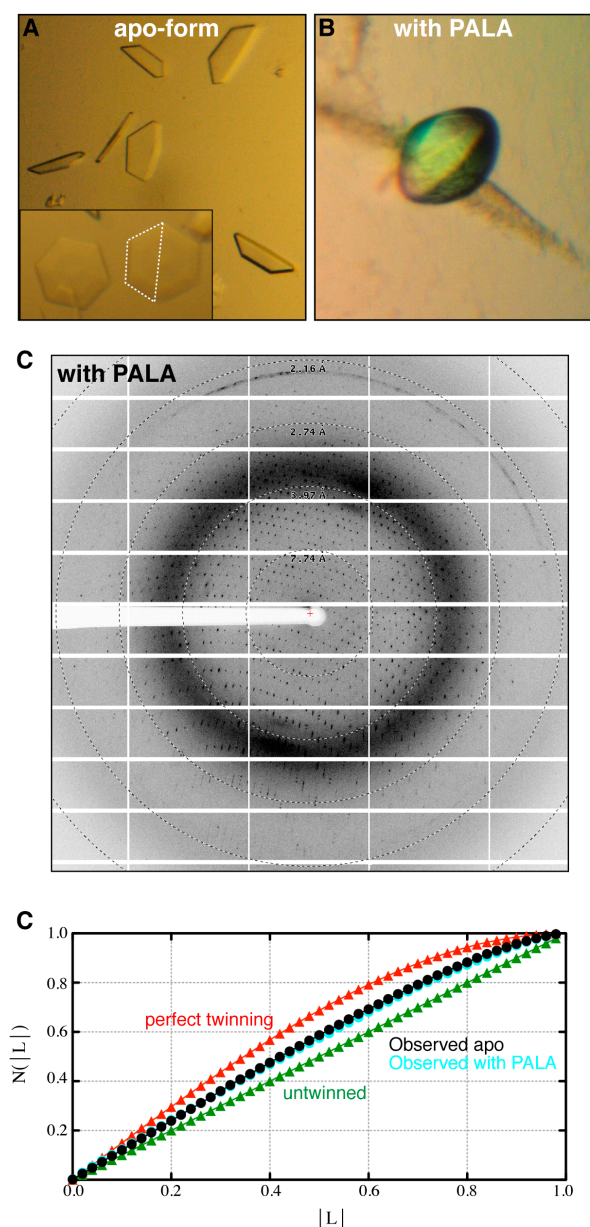 A apo-form
B with PALA
C
with PALA
2.16 A
2.74 A
3.97 A
7.74 A
C
1.0
0.8
0.6
0.4
0.2
N(|L|)
perfect twinning
Observed apo
Observed with PALA
untwinned
0.0 0.2 0.4 0.6 0.8 1.0
|L|